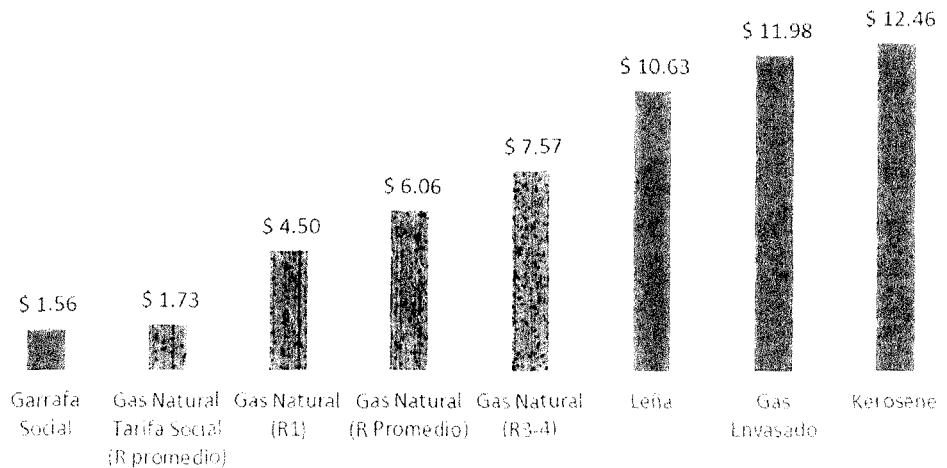 $ 1.56
$ 1.73
$ 4.50
$ 6.06
$ 7.57
$ 10.63
$ 11.98
$ 12.46
Garrafa
Social
Gas Natural
Tarifa Social
(R promedio)
Gas Natural
(R1)
Gas Natural
(R Promedio)
Gas Natural
(R3-4)
Leña
Gas
Envasado
Kerosene